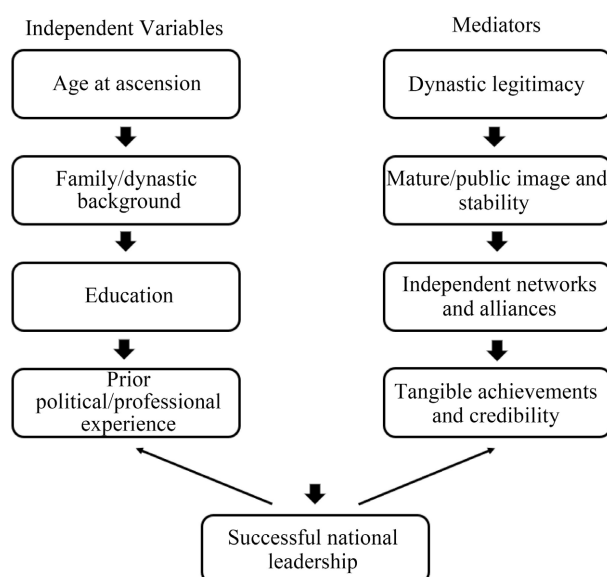 Independent Variables
Age at ascension
Family/dynastic
background
Education
Prior
political/professional
experience
Mediators
Dynastic legitimacy
Mature/public image and
stability
Independent networks
and alliances
Tangible achievements
and credibility
Successful national
leadership